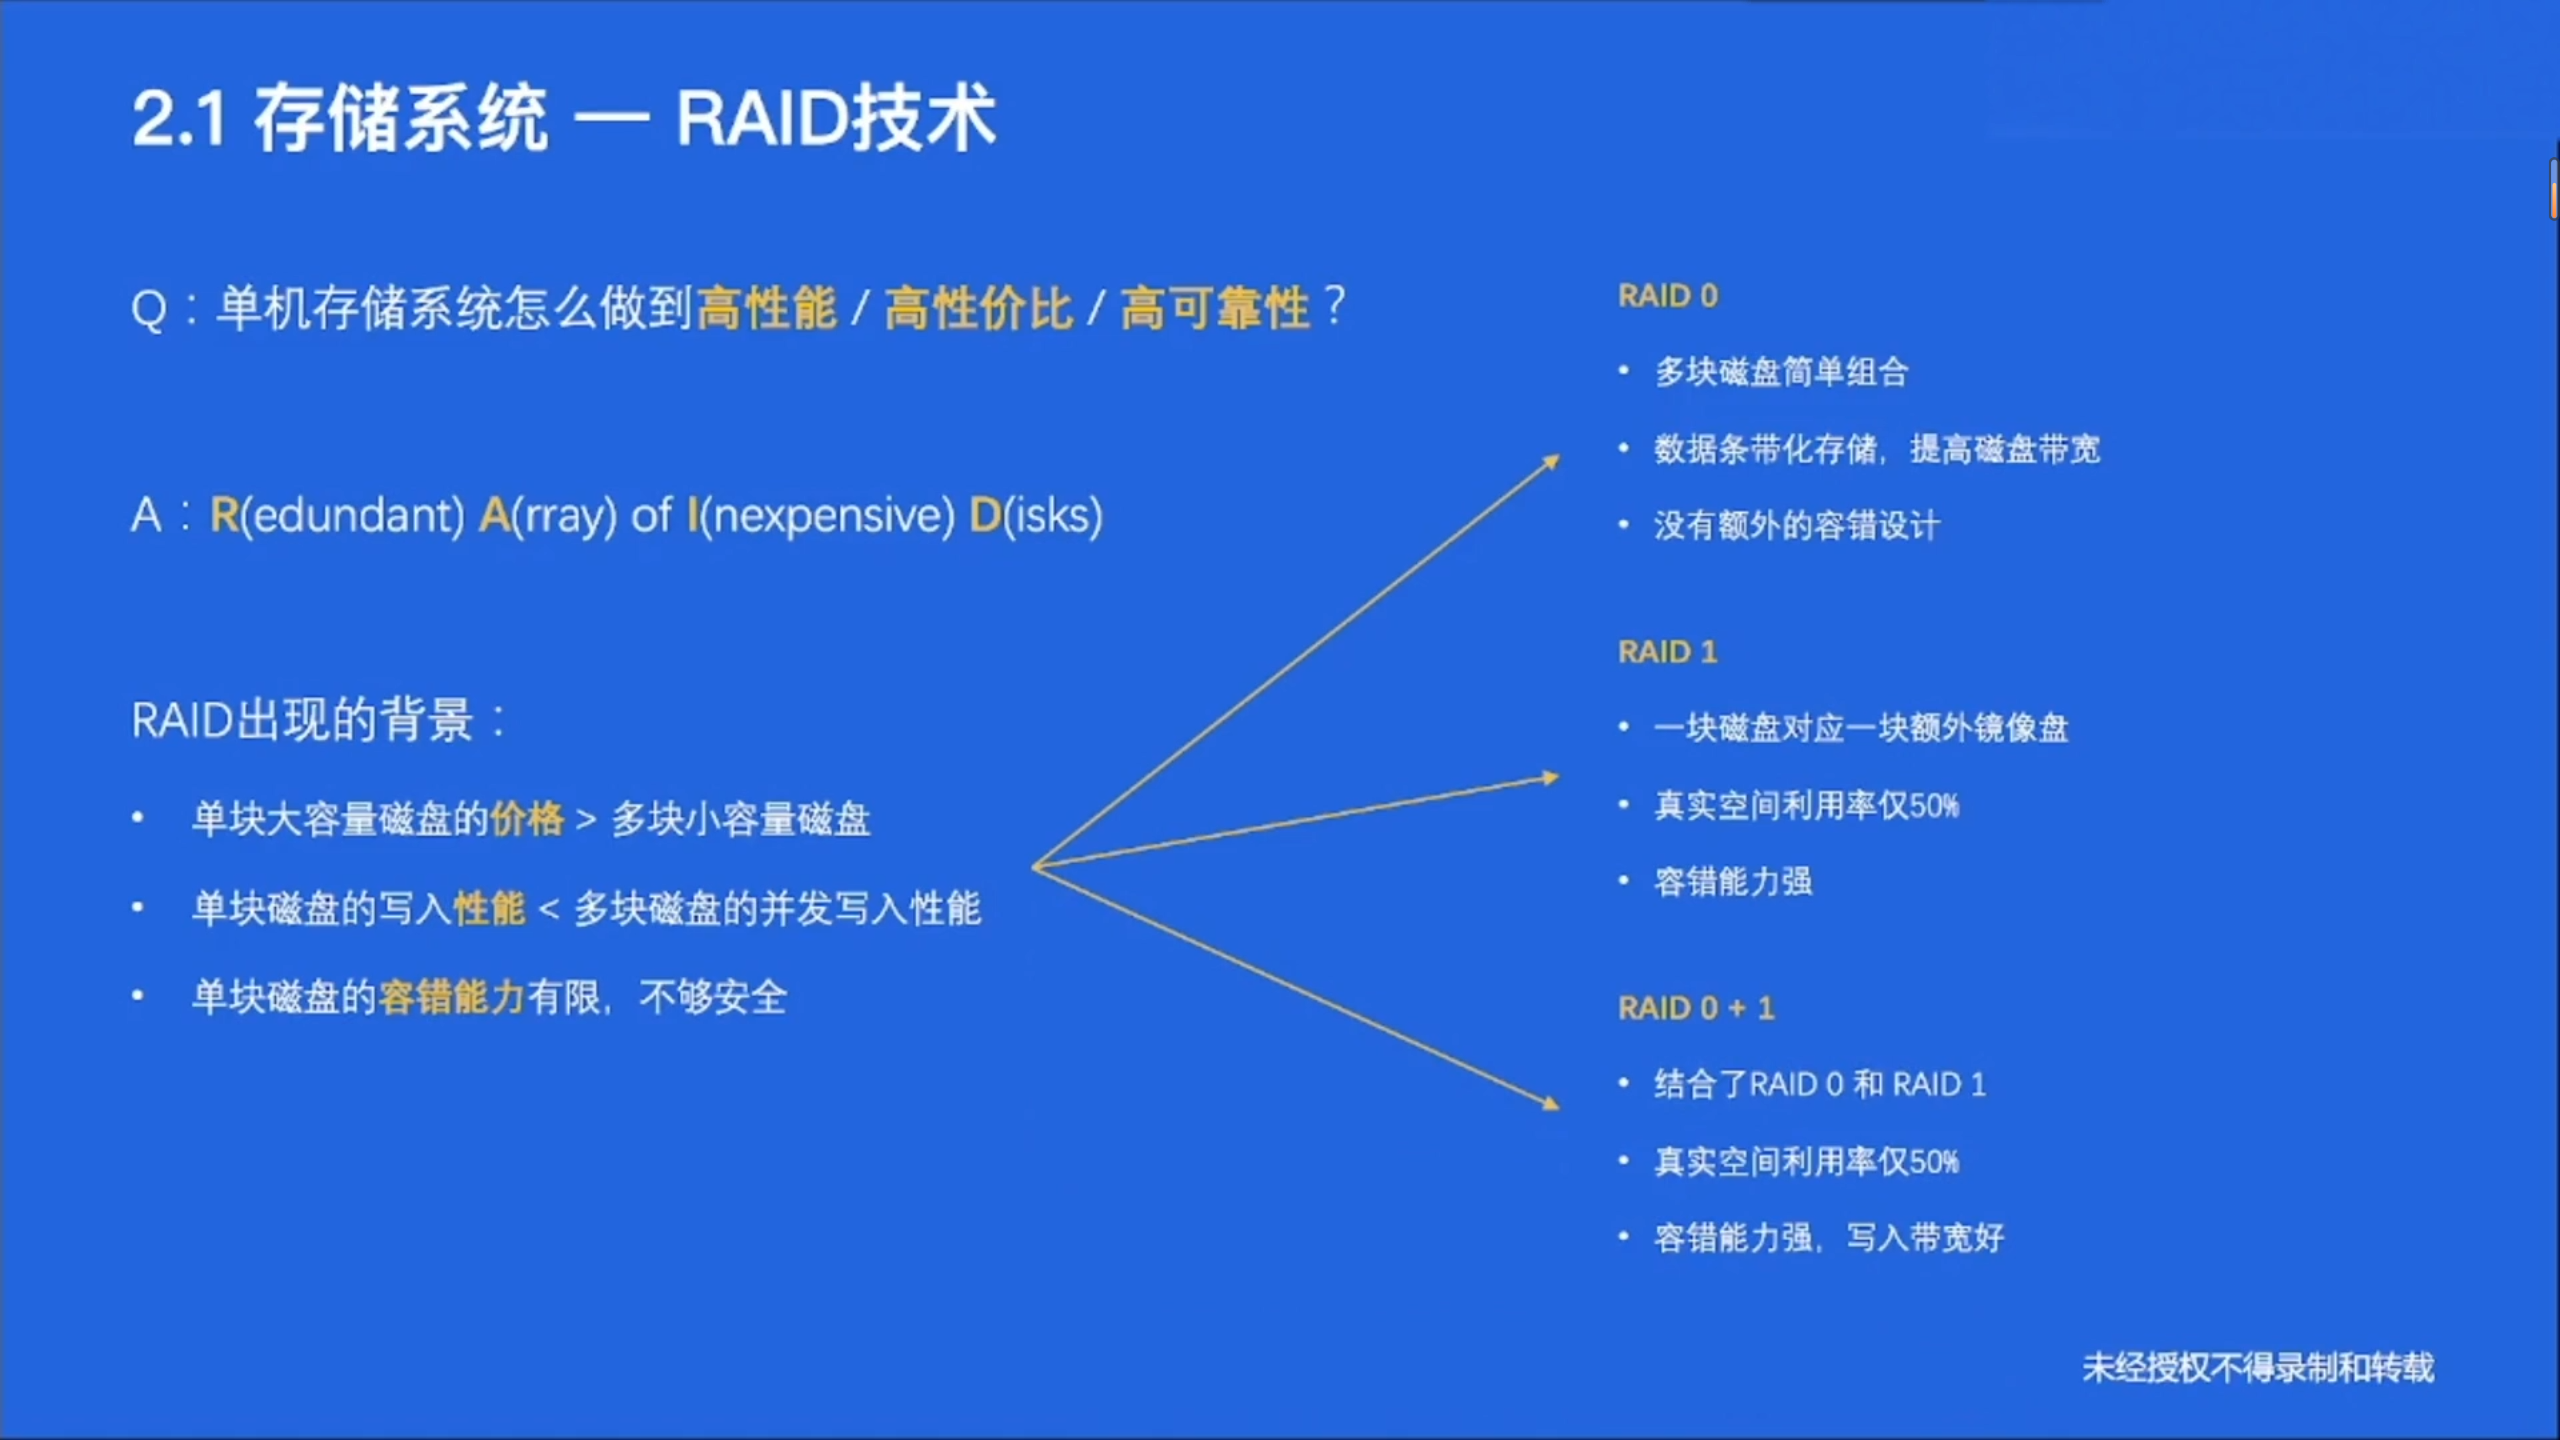 2.1 存储系统 — RAID技术
Q：单机存储系统怎么做到高性能 / 高性价比 / 高可靠性？
A：R(edundant) A(rray) of I(nexpensive) D(isks)
RAID出现的背景：
• 单块大容量磁盘的价格 > 多块小容量磁盘
• 单块磁盘的写入性能 < 多块磁盘的并发写入性能
• 单块磁盘的容错能力有限，不够安全
RAID 0
• 多块磁盘简单组合
• 数据条带化存储，提高磁盘带宽
• 没有额外的容错设计
RAID 1
• 一块磁盘对应一块额外镜像盘
• 真实空间利用率仅50%
• 容错能力强
RAID 0 + 1
• 结合了RAID 0 和 RAID 1
• 真实空间利用率仅50%
• 容错能力强，写入带宽好
未经授权不得录制和转载